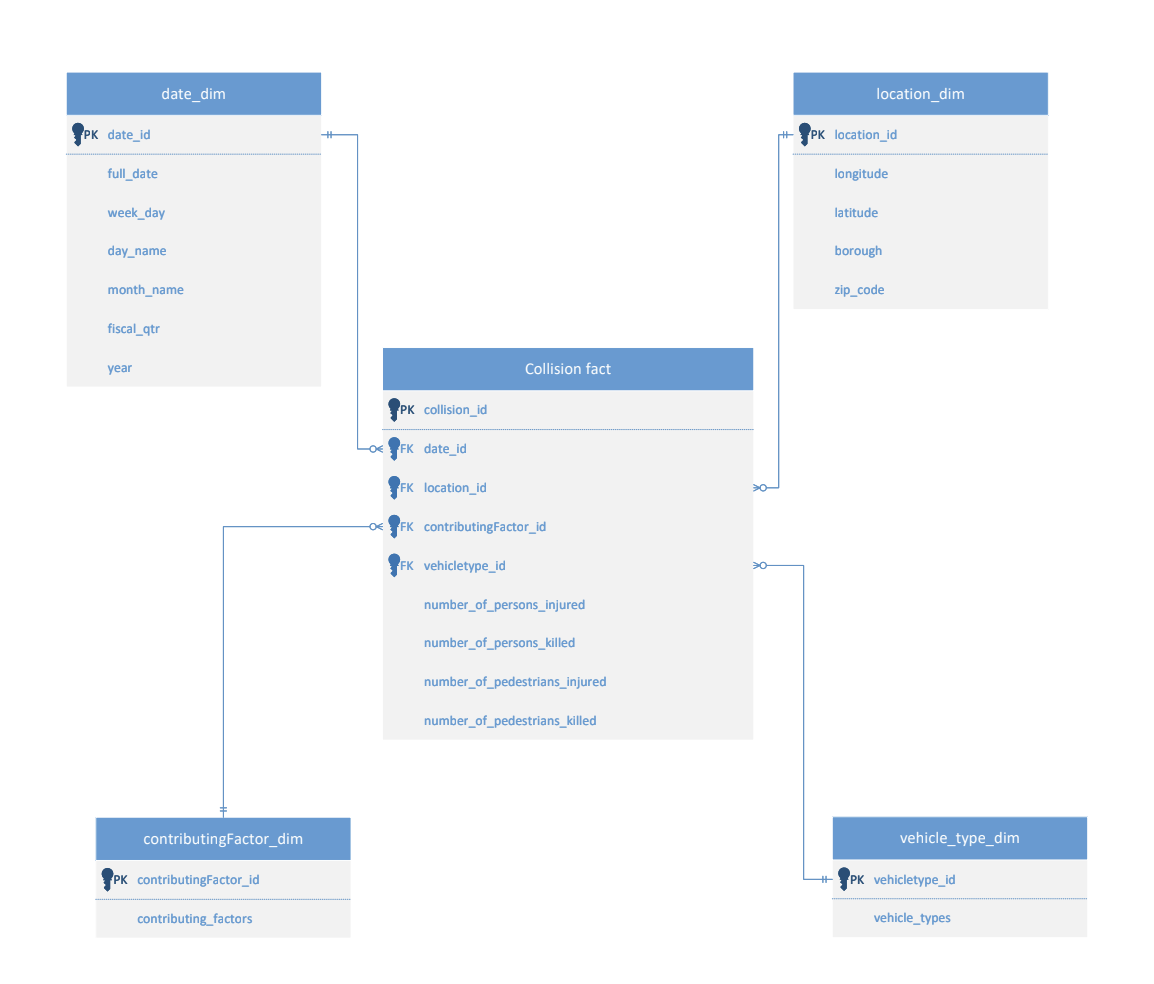 date_dim
PK date_id
full_date
week_day
day_name
month_name
fiscal_qtr
year
location_dim
PK location_id
longitude
latitude
borough
zip_code
Collision fact
PK collision_id
FK date_id
FK location_id
FK contributingFactor_id
FK vehicletype_id
number_of_persons_injured
number_of_persons_killed
number_of_pedestrians_injured
number_of_pedestrians_killed
contributingFactor_dim
PK contributingFactor_id
contributing_factors
vehicle_type_dim
PK vehicletype_id
vehicle_types